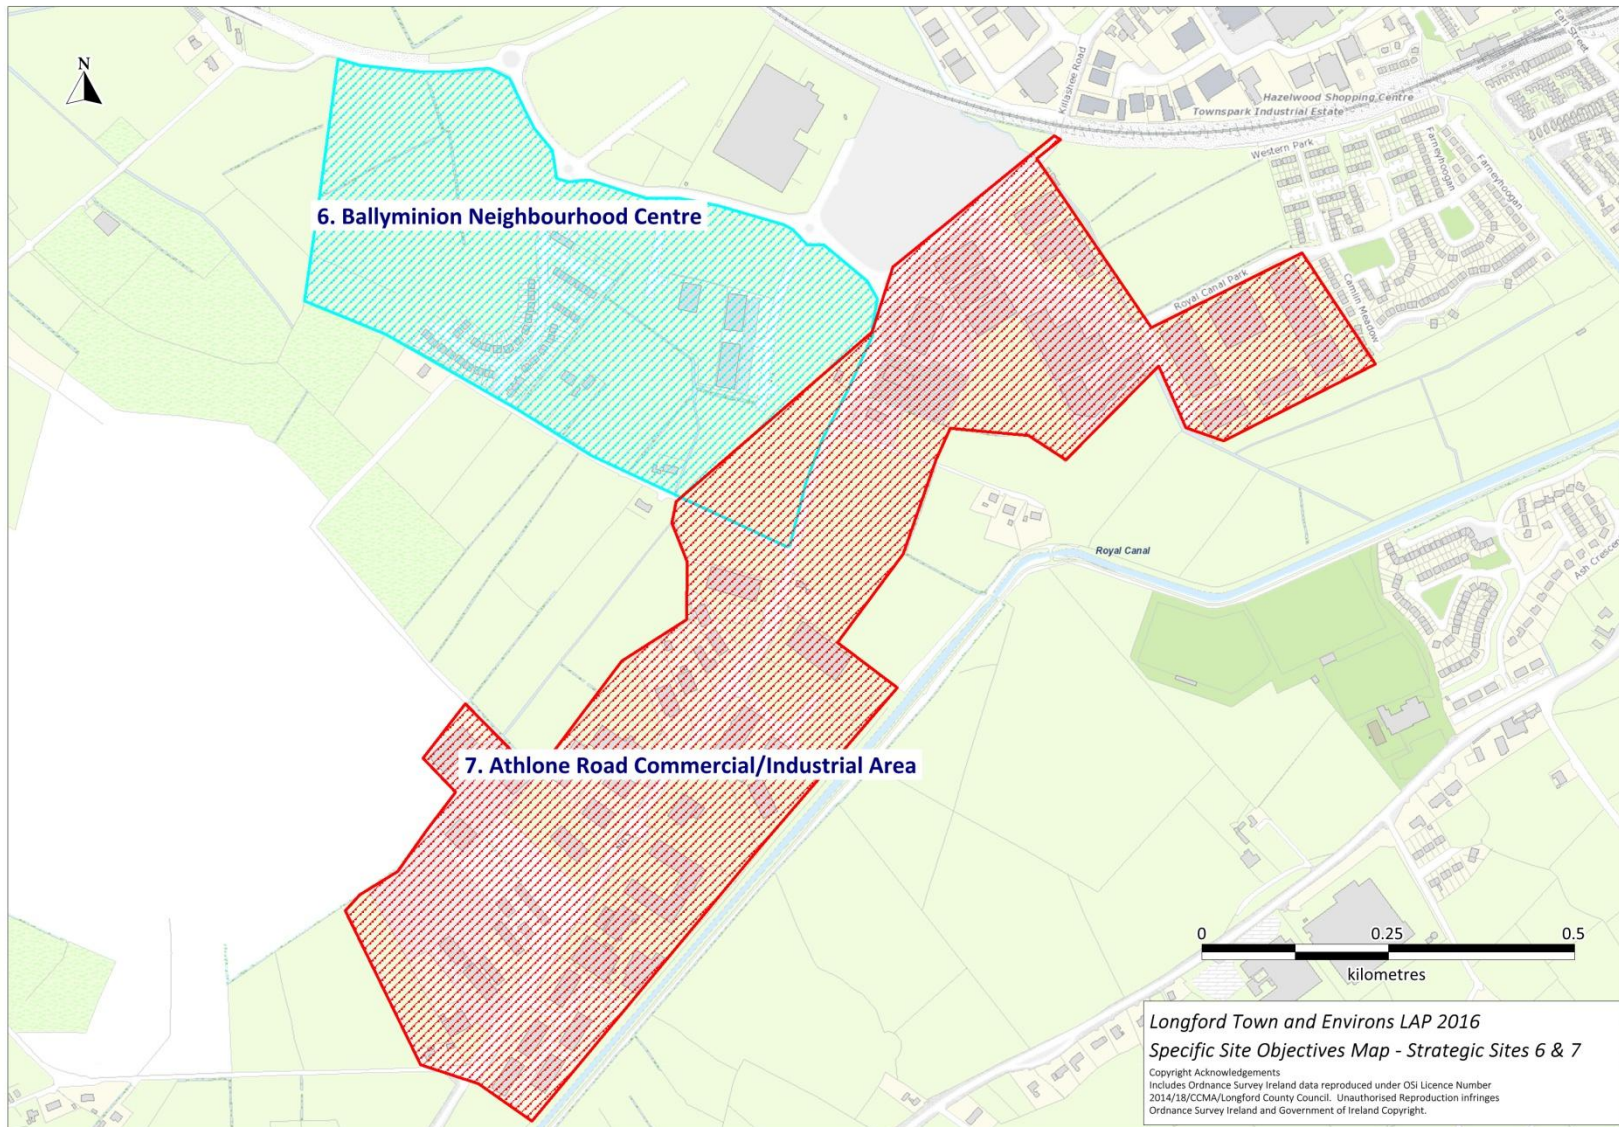 N
Earl Street
Killashee Road
Hazelwood Shopping Centre
Townspark Industrial Estate
Western Park
Farneyhoogan
Farneyhoogan
6. Ballyminion Neighbourhood Centre
Royal Canal Park
Camlin Meadow
Royal Canal
Ash Crescen
7. Athlone Road Commercial/Industrial Area
0 0.25 0.5
kilometres
Longford Town and Environs LAP 2016
Specific Site Objectives Map - Strategic Sites 6 & 7
Copyright Acknowledgements
Includes Ordnance Survey Ireland data reproduced under OSi Licence Number
2014/18/CCMA/Longford County Council. Unauthorised Reproduction infringes
Ordnance Survey Ireland and Government of Ireland Copyright.